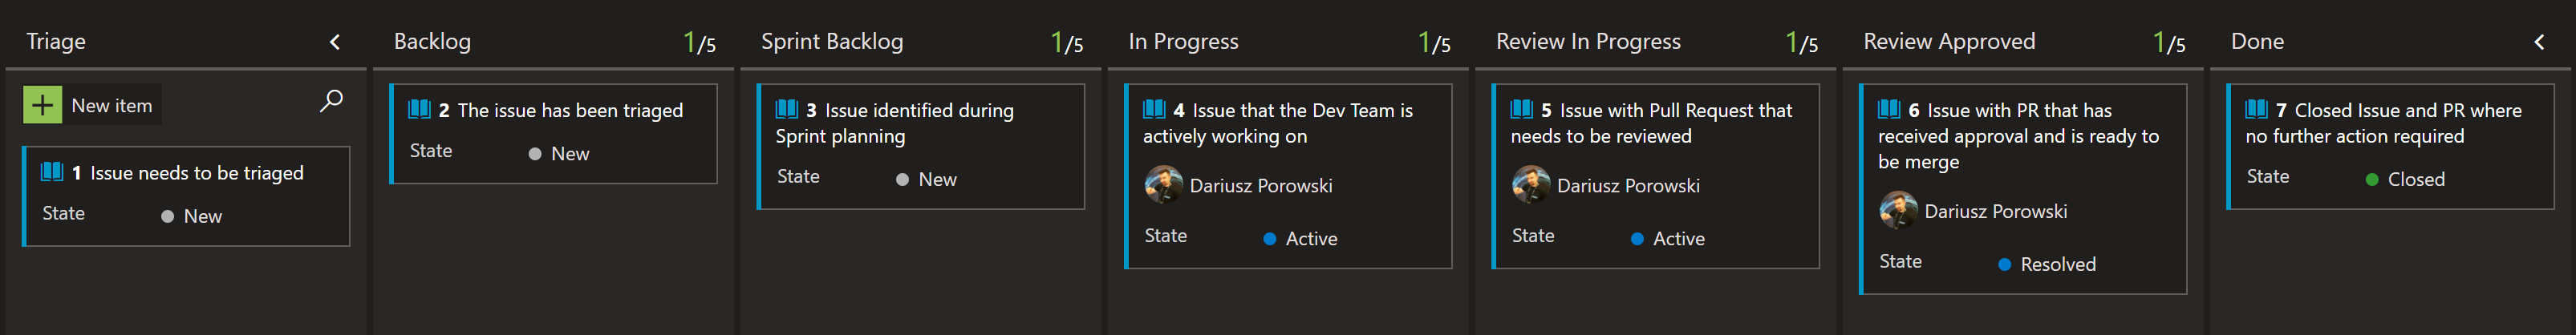 Triage
New item
1 Issue needs to be triaged
State New
Backlog 1/5
2 The issue has been triaged
State New
Sprint Backlog 1/5
3 Issue identified during
Sprint planning
State New
In Progress 1/5
4 Issue that the Dev Team is
actively working on
Dariusz Porowski
State Active
Review In Progress 1/5
5 Issue with Pull Request that
needs to be reviewed
Dariusz Porowski
State Active
Review Approved 1/5
6 Issue with PR that has
received approval and is ready to
be merge
Dariusz Porowski
State Resolved
Done
7 Closed Issue and PR where
no further action required
State Closed